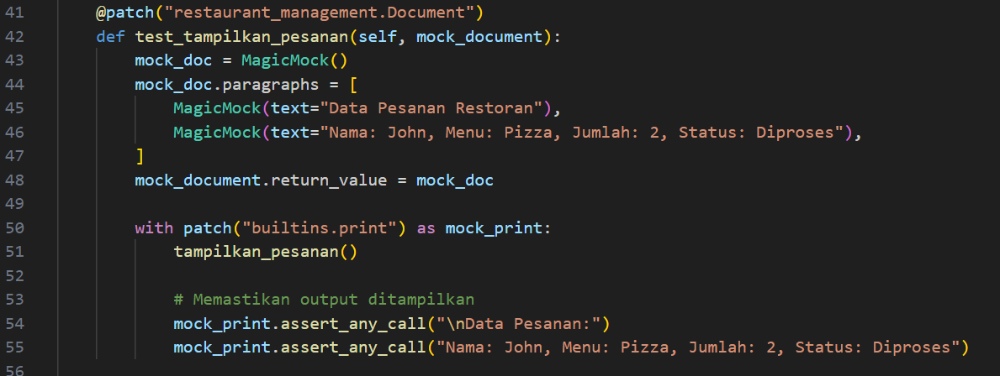 41 @patch("restaurant_management.Document")
42 def test_tampilkan_pesanan(self, mock_document):
43 mock_doc = MagicMock()
44 mock_doc.paragraphs = [
45 MagicMock(text="Data Pesanan Restoran"),
46 MagicMock(text="Nama: John, Menu: Pizza, Jumlah: 2, Status: Diproses"),
47 ]
48 mock_document.return_value = mock_doc
49
50 with patch("builtins.print") as mock_print:
51 tampilkan_pesanan()
52
53 # Memastikan output ditampilkan
54 mock_print.assert_any_call("\nData Pesanan:")
55 mock_print.assert_any_call("Nama: John, Menu: Pizza, Jumlah: 2, Status: Diproses")
56